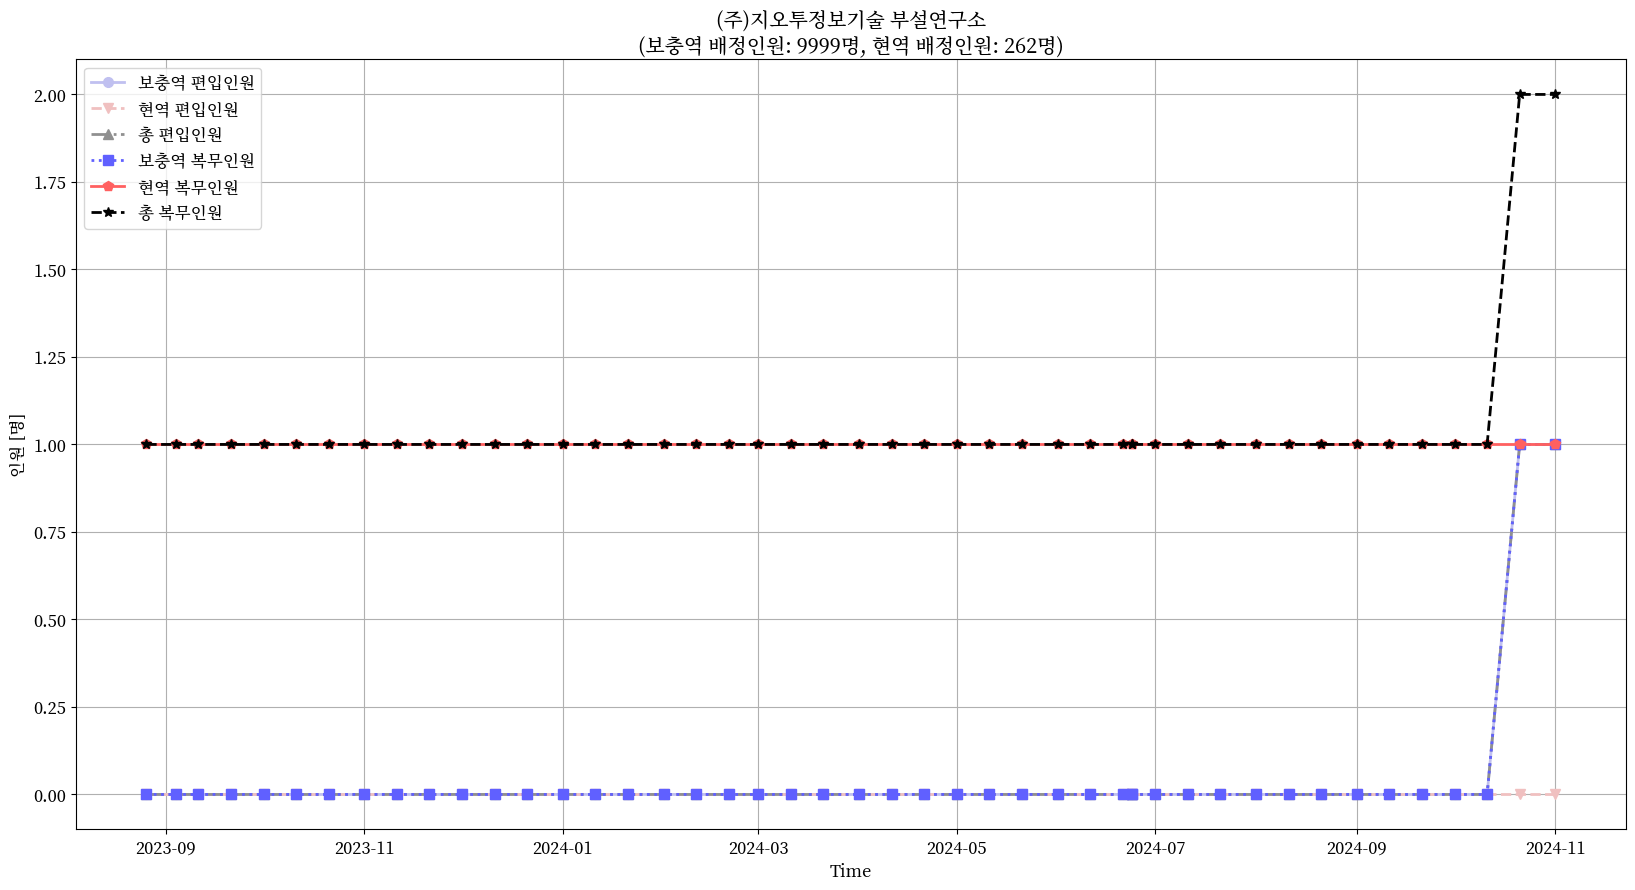 (주)지오투정보기술 부설연구소
(보충역 배정인원: 9999명, 현역 배정인원: 262명)
보충역 편입인원
현역 편입인원
총 편입인원
보충역 복무인원
현역 복무인원
총 복무인원
2.00
1.75
1.50
1.25
1.00
0.75
0.50
0.25
0.00
인원 [명]
2023-09
2023-11
2024-01
2024-03
2024-05
2024-07
2024-09
2024-11
Time